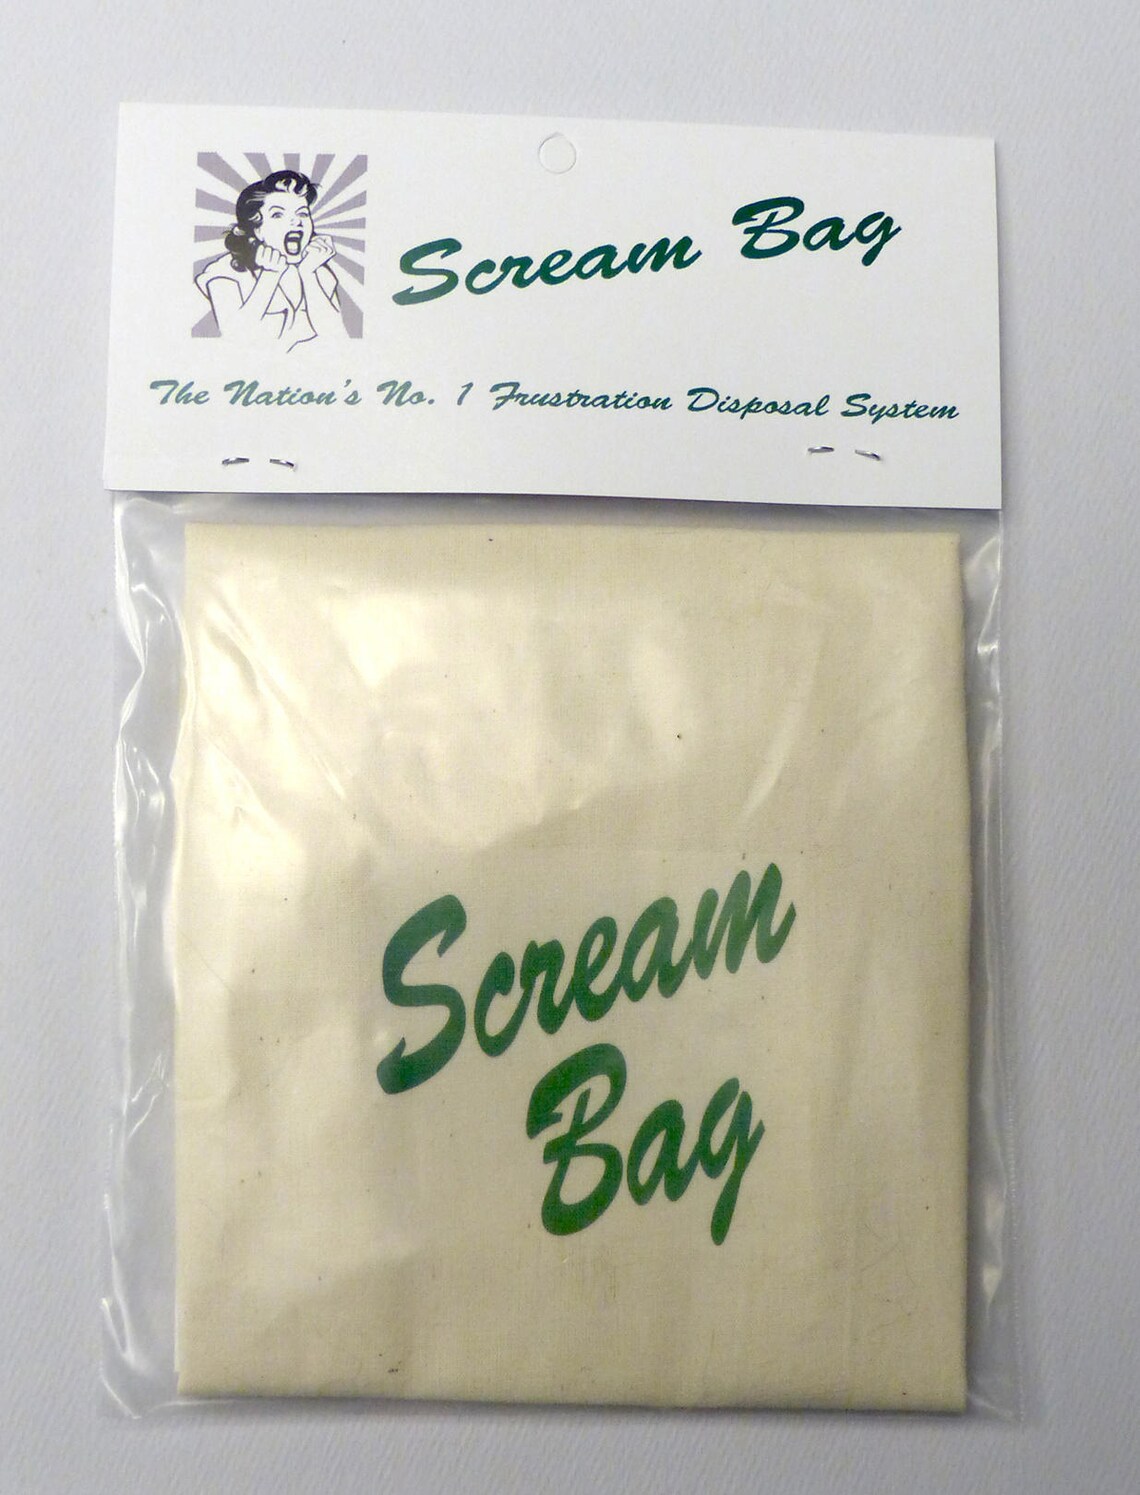 Scream Bag
The Nation's No. 1 Frustration Disposal System
Scream
Bag